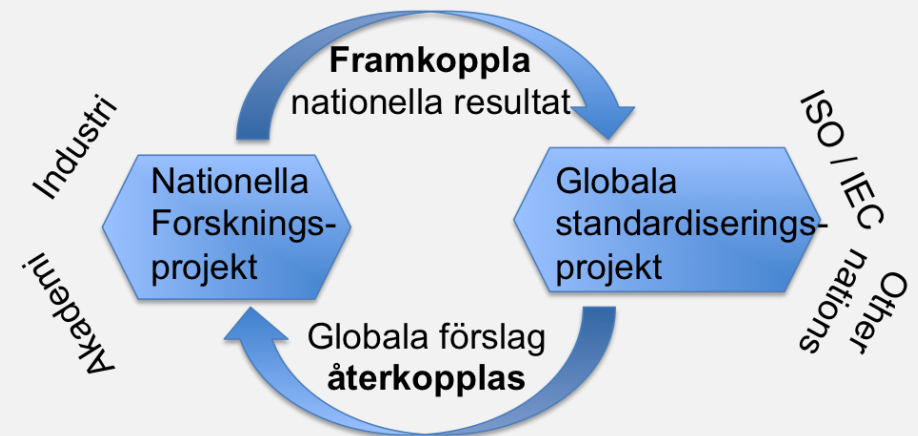 Framkoppla
nationella resultat
Industri
Akademi
Nationella
Forsknings-
projekt
Globala
standardiserings-
projekt
ISO / IEC
Other
nations
Globala förslag
återkopplas